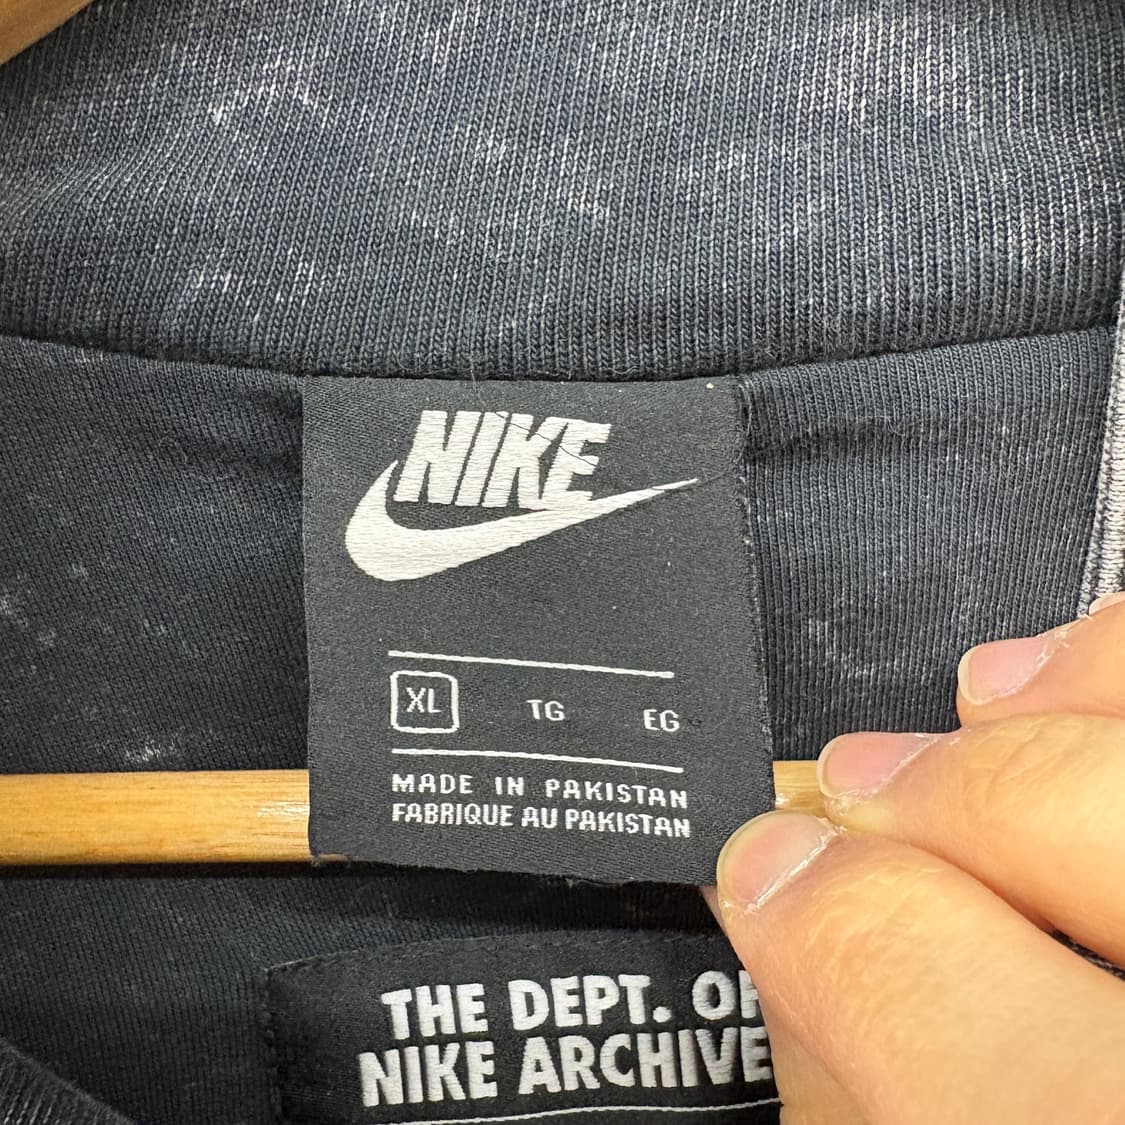 NIKE
XL TG EG
MADE IN PAKISTAN
FABRIQUE AU PAKISTAN
THE DEPT. OF
NIKE ARCHIVE